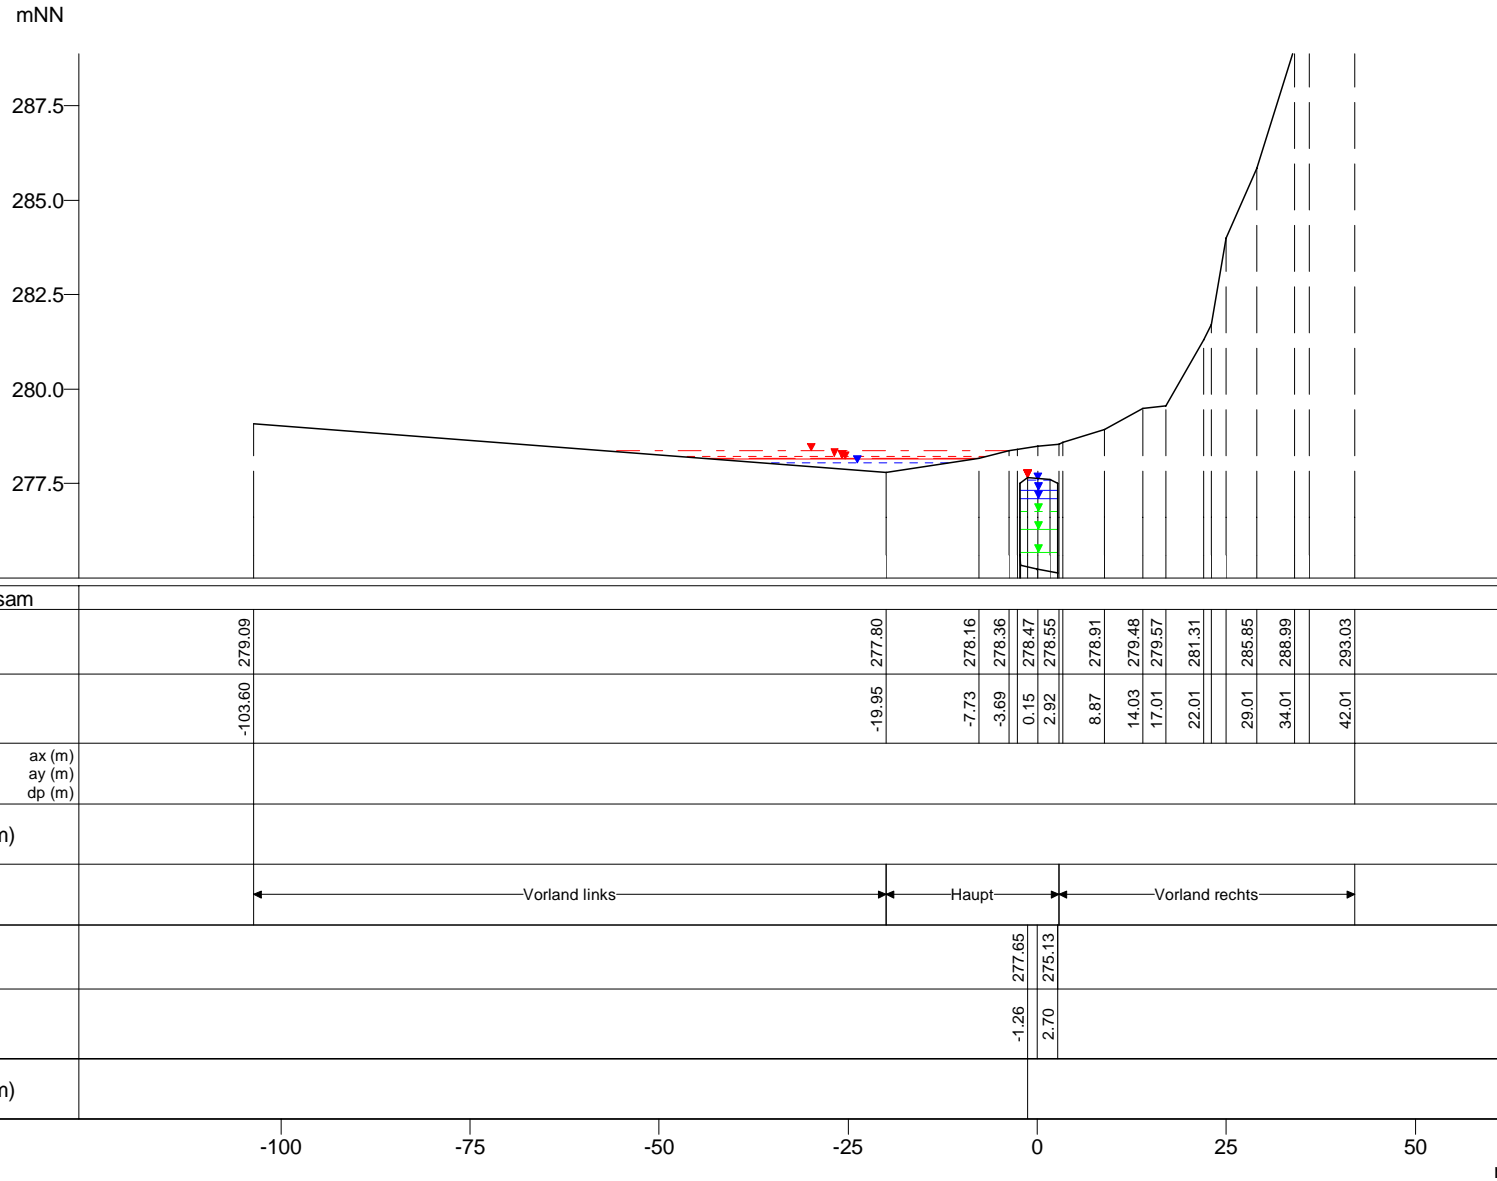 mNN
287.5
285.0
282.5
280.0
277.5
sam
279.09 277.80 278.16 278.36 278.47 278.55 278.91 279.48 279.57 281.31 285.85 288.99 293.03
-103.60 -19.95 -7.73 -3.69 0.15 2.92 8.87 14.03 17.01 22.01 29.01 34.01 42.01
ax (m)
ay (m)
dp (m)
m)
Vorland links Haupt Vorland rechts
277.65 275.13
-1.26 2.70
m)
-100 -75 -50 -25 0 25 50